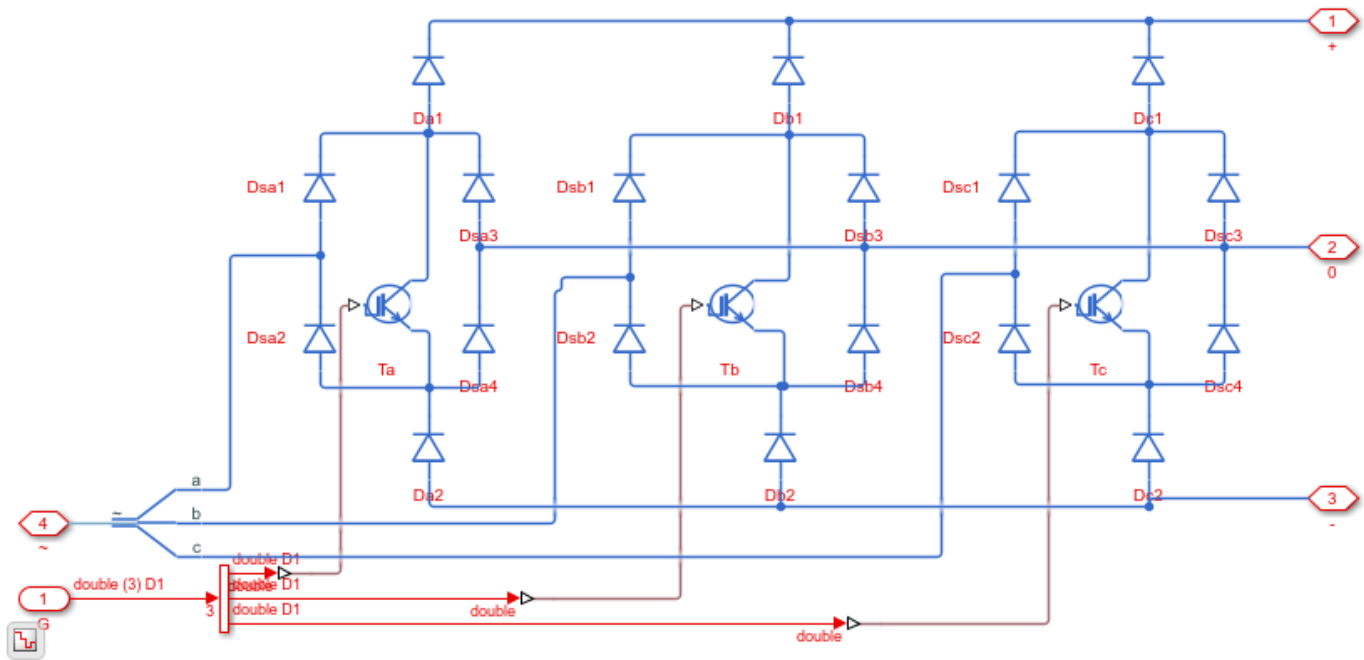 1
+
Da1
Db1
Dc1
Dsa1
Dsb1
Dsc1
Dsa3
Dsb3
Dsc3
2
0
Dsa2
Dsb2
Dsc2
Ta
Tb
Tc
Dsa4
Dsb4
Dsc4
a
Da2
Db2
Dc2
3
-
4
~
~
b
c
double D1
double (3) D1
double
double D1
1
G
3
double D1
double
double